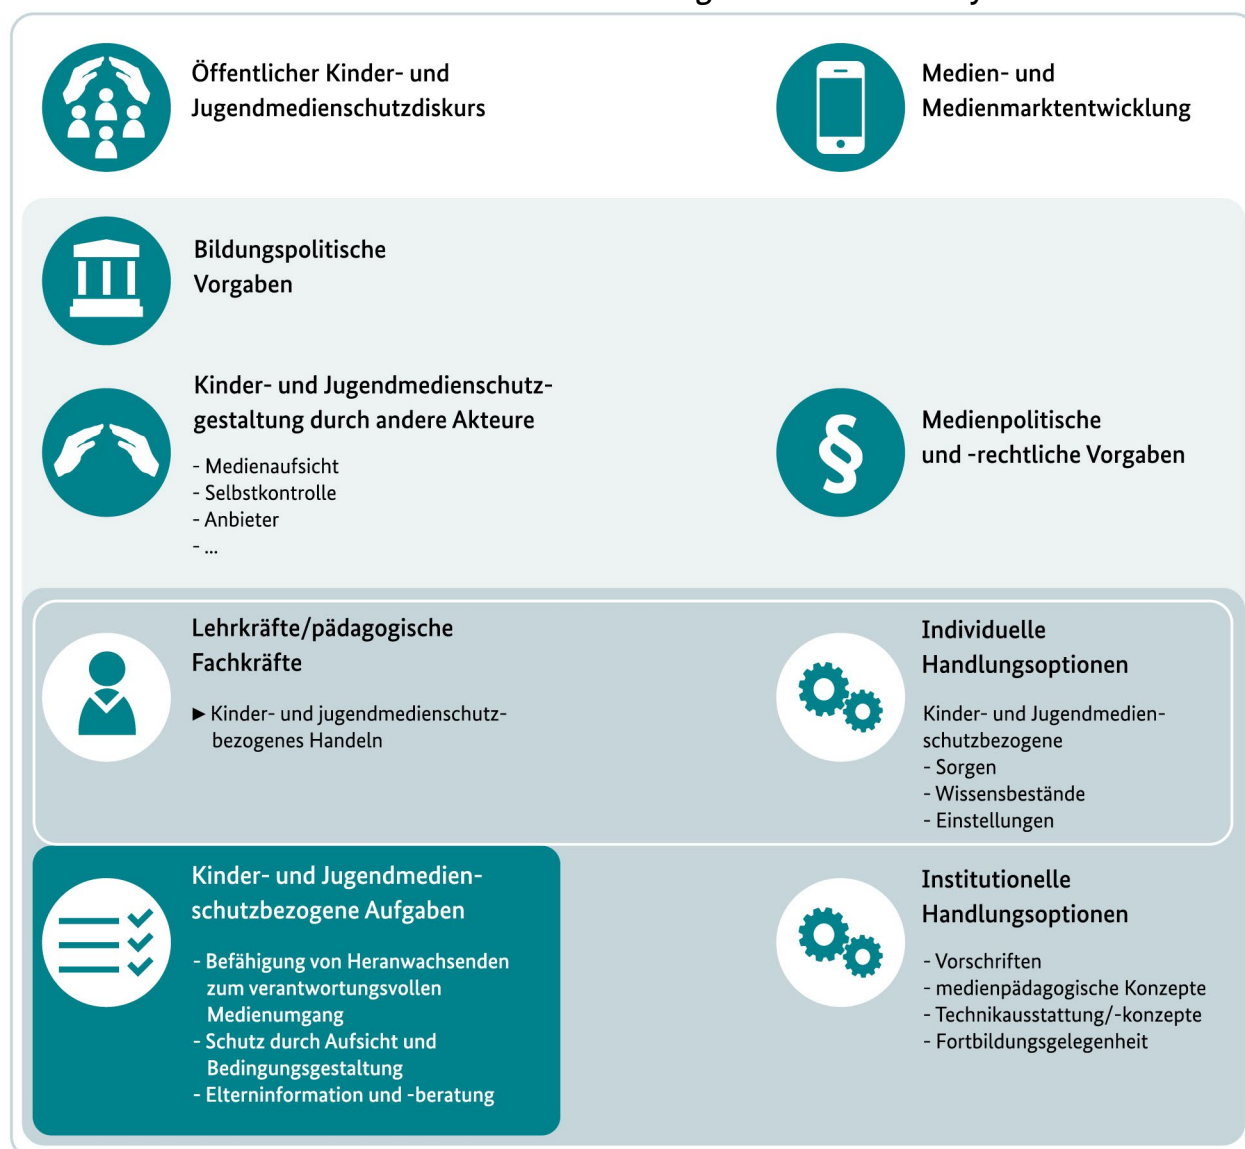 Öffentlicher Kinder- und
Jugendmedienschutzdiskurs
Medien- und
Medienmarktentwicklung
Bildungspolitische
Vorgaben
Kinder- und Jugendmedienschutz-
gestaltung durch andere Akteure
- Medienaufsicht
- Selbstkontrolle
- Anbieter
- ...
Medienpolitische
und -rechtliche Vorgaben
Lehrkräfte/pädagogische
Fachkräfte
► Kinder- und jugendmedienschutz-
bezogenes Handeln
Individuelle
Handlungsoptionen
Kinder- und Jugendmedien-
schutzbezogene
- Sorgen
- Wissensbestände
- Einstellungen
Kinder- und Jugendmedien-
schutzbezogene Aufgaben
- Befähigung von Heranwachsenden
zum verantwortungsvollen
Medienumgang
- Schutz durch Aufsicht und
Bedingungsgestaltung
- Elterninformation und -beratung
Institutionelle
Handlungsoptionen
- Vorschriften
- medienpädagogische Konzepte
- Technikausstattung/-konzepte
- Fortbildungsgelegenheit